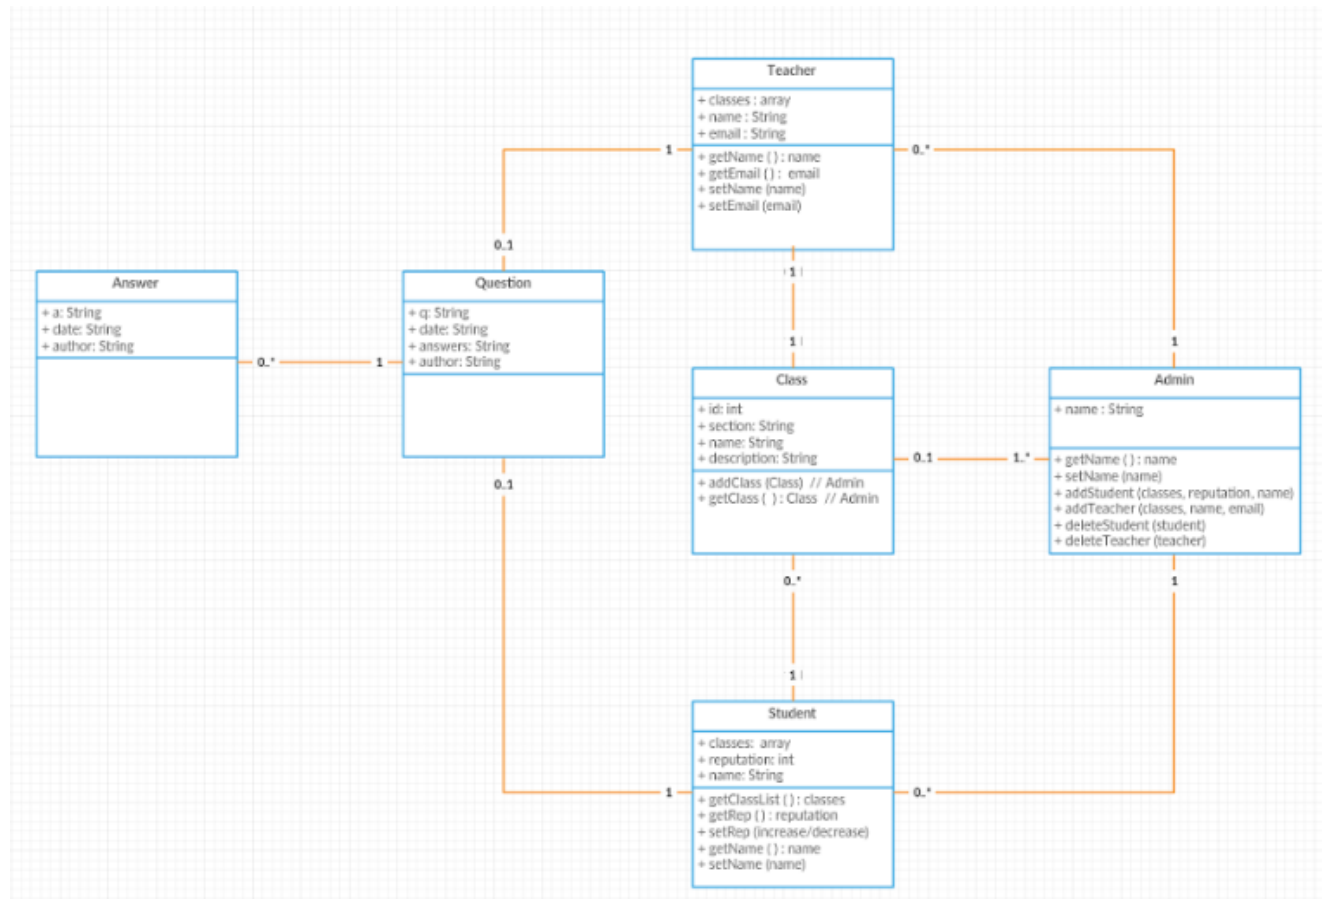 Teacher
+ classes : array
+ name : String
+ email : String
+ getName ( ) : name
+ getEmail ( ) :  email
+ setName (name)
+ setEmail (email)
1
0..*
0..1
1
1
1
Answer
+ a: String
+ date: String
+ author: String
0..*
1
Question
+ q: String
+ date: String
+ answers: String
+ author: String
0..1
Class
+ id: int
+ section: String
+ name: String
+ description: String
+ addClass (Class)  // Admin
+ getClass ( ) : Class  // Admin
0..1
1..*
Admin
+ name : String
+ getName ( ) : name
+ setName (name)
+ addStudent (classes, reputation, name)
+ addTeacher (classes, name, email)
+ deleteStudent (student)
+ deleteTeacher (teacher)
0..*
1
1
Student
+ classes:  array
+ reputation: int
+ name: String
+ getClassList ( ) : classes
+ getRep ( ) : reputation
+ setRep (increase/decrease)
+ getName ( ) : name
+ setName (name)
1
0..*